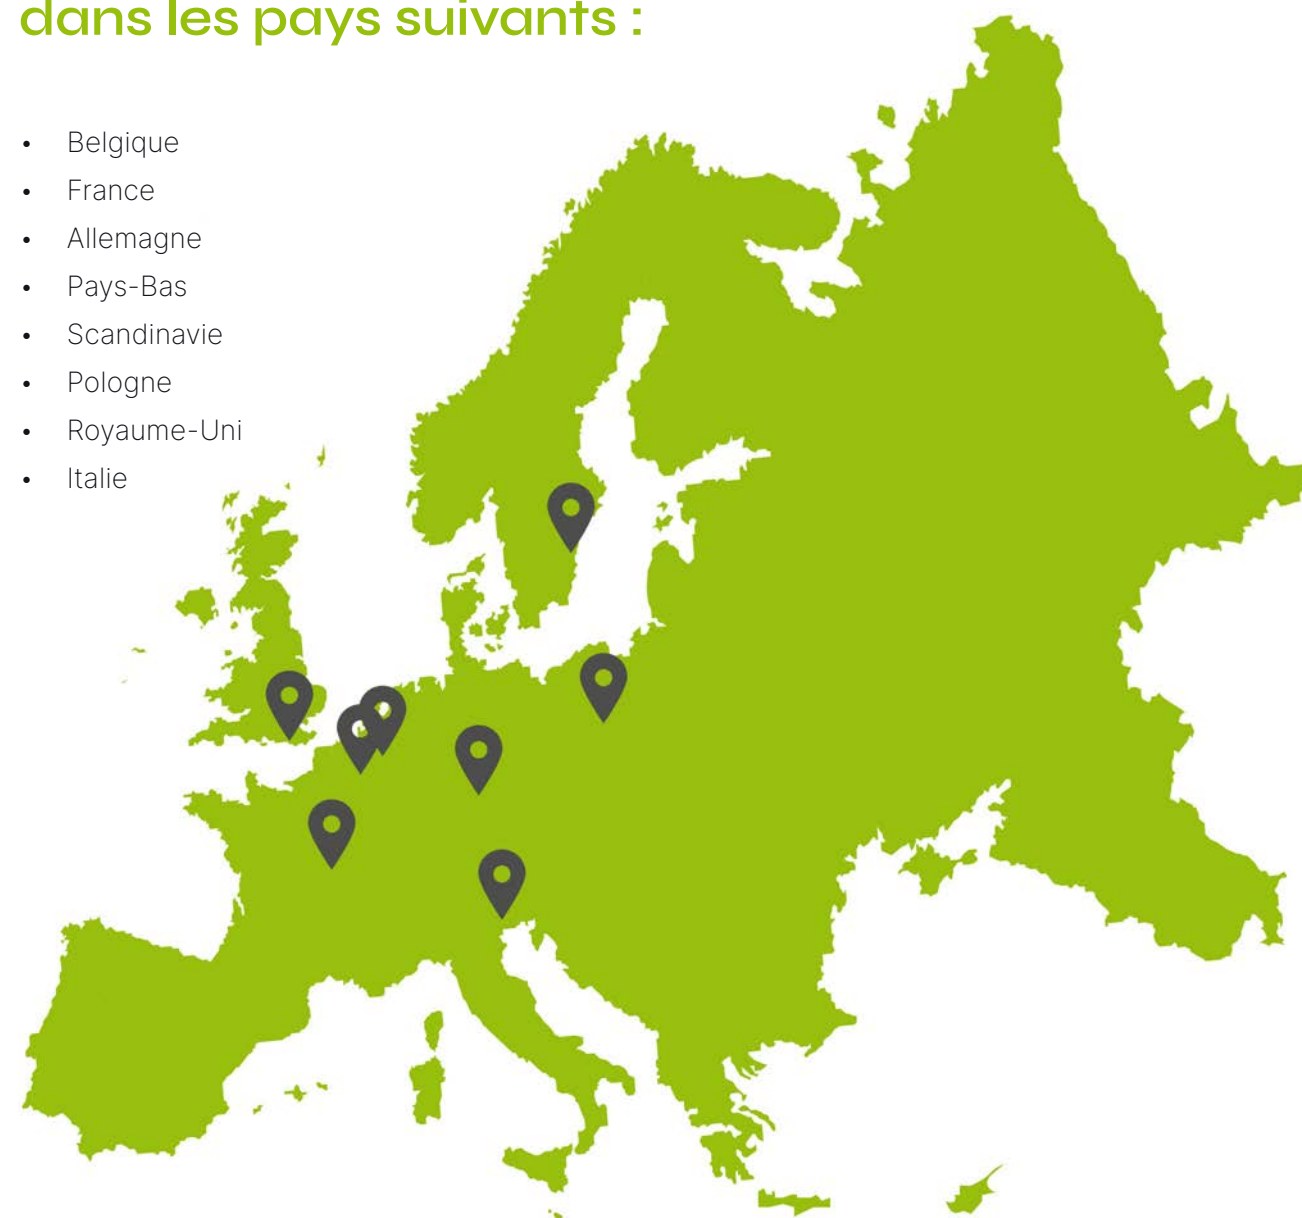 dans les pays suivants :
• Belgique
• France
• Allemagne
• Pays-Bas
• Scandinavie
• Pologne
• Royaume-Uni
• Italie